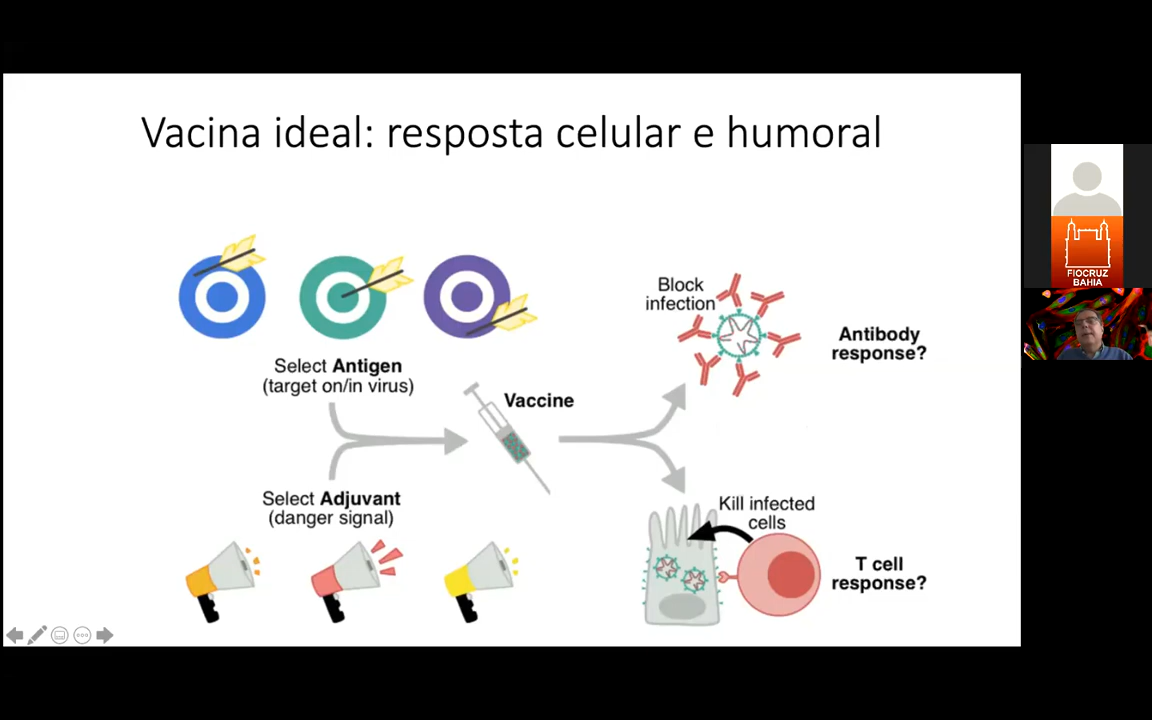 Vacina ideal: resposta celular e humoral
Select Antigen
(target on/in virus)
Vaccine
Select Adjuvant
(danger signal)
Block
infection
Antibody
response?
Kill infected
cells
T cell
response?
FIOCRUZ
BAHIA